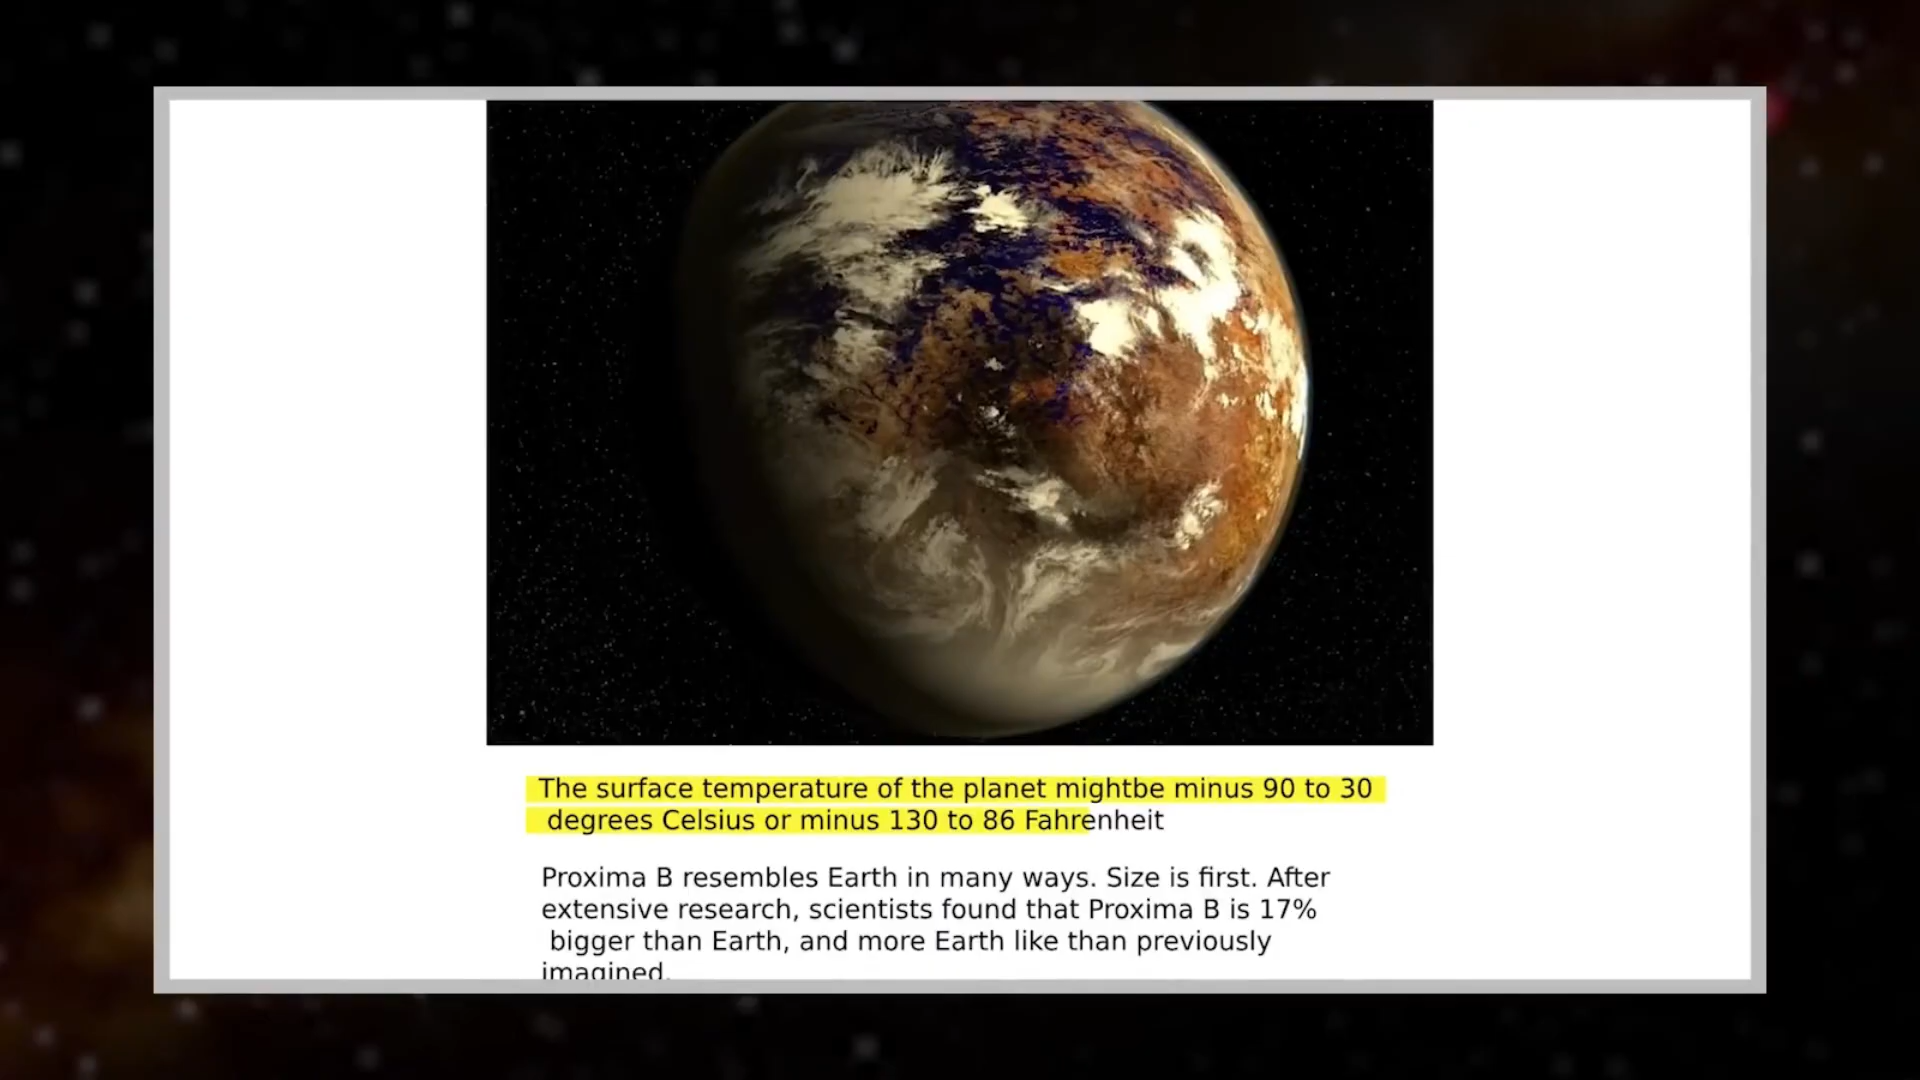 The surface temperature of the planet mightbe minus 90 to 30
degrees Celsius or minus 130 to 86 Fahrenheit
Proxima B resembles Earth in many ways. Size is first. After
extensive research, scientists found that Proxima B is 17%
bigger than Earth, and more Earth like than previously
imagined.